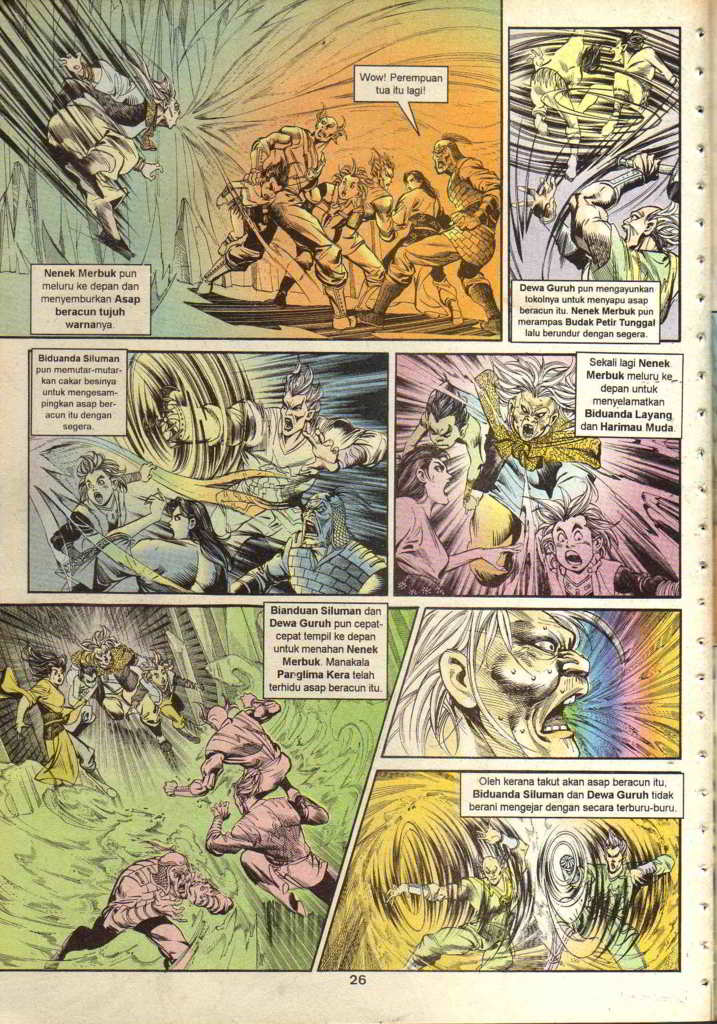 Wow! Perempuan
tua itu lagi!
Nenek Merbuk pun
meluru ke depan dan
menyemburkan Asap
beracun tujuh
warnanya.
Dewa Guruh pun mengayunkan
tokolnya untuk menyapu asap
beracun itu. Nenek Merbuk pun
merampas Budak Petir Tunggal
lalu berundur dengan segera.
Biduanda Siluman
pun memutar-mutar-
kan cakar besinya
untuk mengesam-
pingkan asap ber-
acun itu dengan
segera.
Sekali lagi Nenek
Merbuk meluru ke
depan untuk
menyelamatkan
Biduanda Layang
dan Harimau Muda.
Bianduan Siluman dan
Dewa Guruh pun cepat-
cepat tempil ke depan
untuk menahan Nenek
Merbuk. Manakala
Panglima Kera telah
terhidu asap beracun itu.
Oleh kerana takut akan asap beracun itu,
Biduanda Siluman dan Dewa Guruh tidak
berani mengejar dengan secara terburu-buru.
26